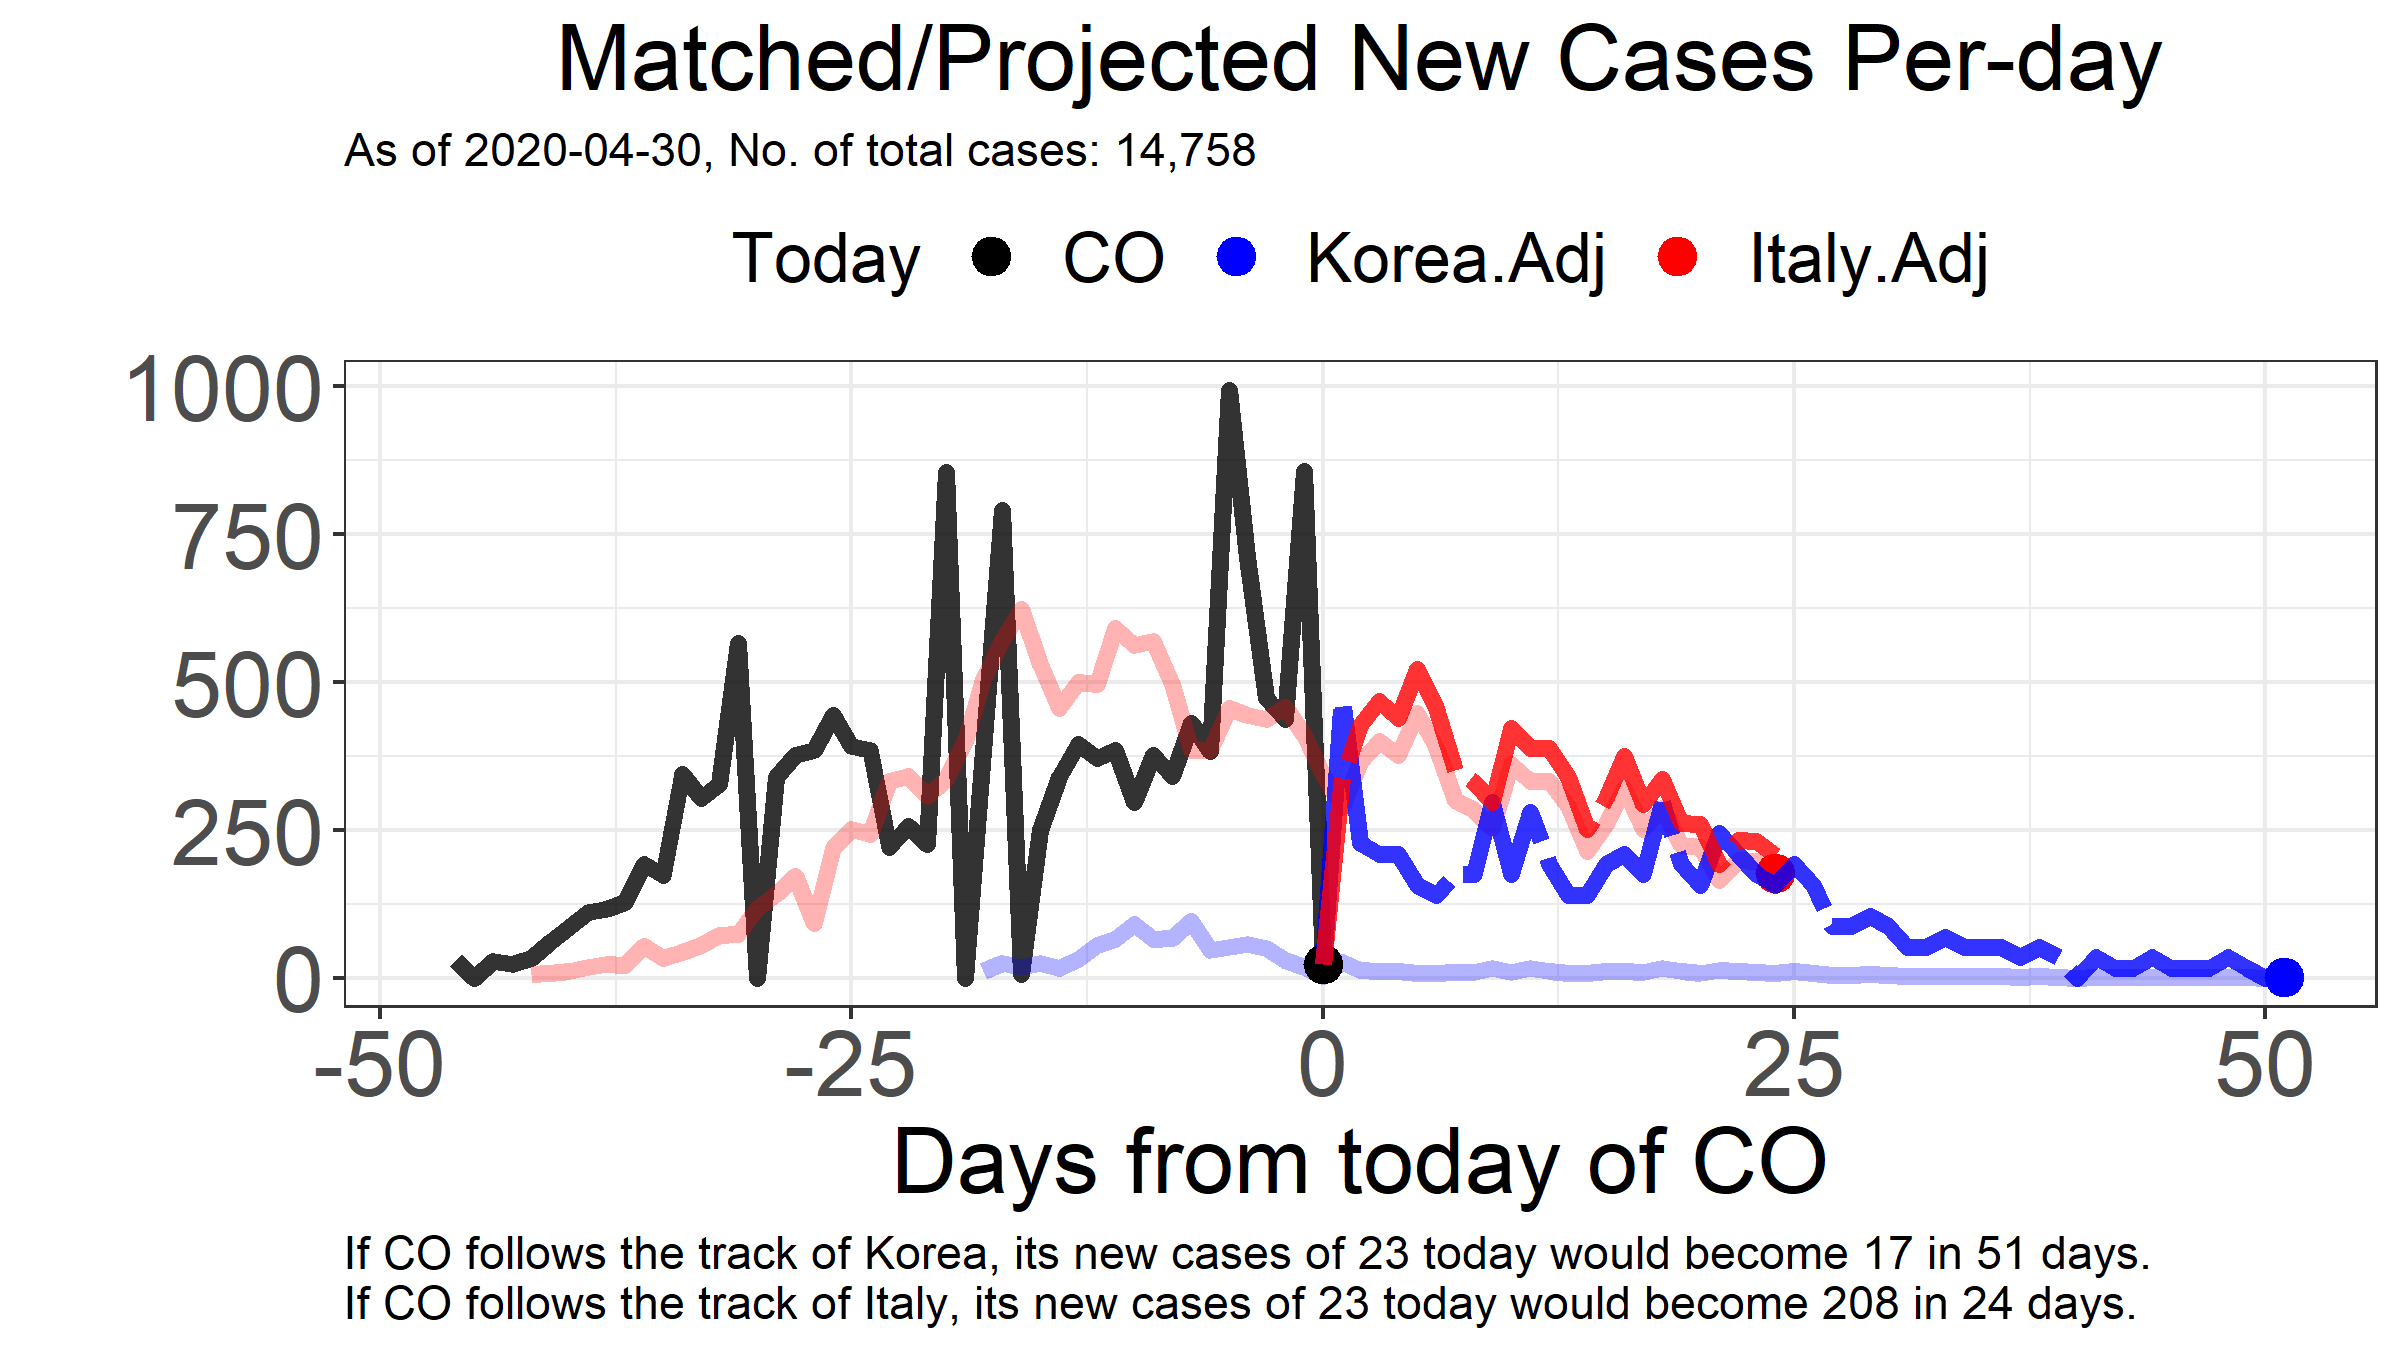 Matched/Projected New Cases Per-day
As of 2020-04-30, No. of total cases: 14,758
Today CO Korea.Adj Italy.Adj
1000
750
500
250
0
-50 -25 0 25 50
Days from today of CO
If CO follows the track of Korea, its new cases of 23 today would become 17 in 51 days.
If CO follows the track of Italy, its new cases of 23 today would become 208 in 24 days.